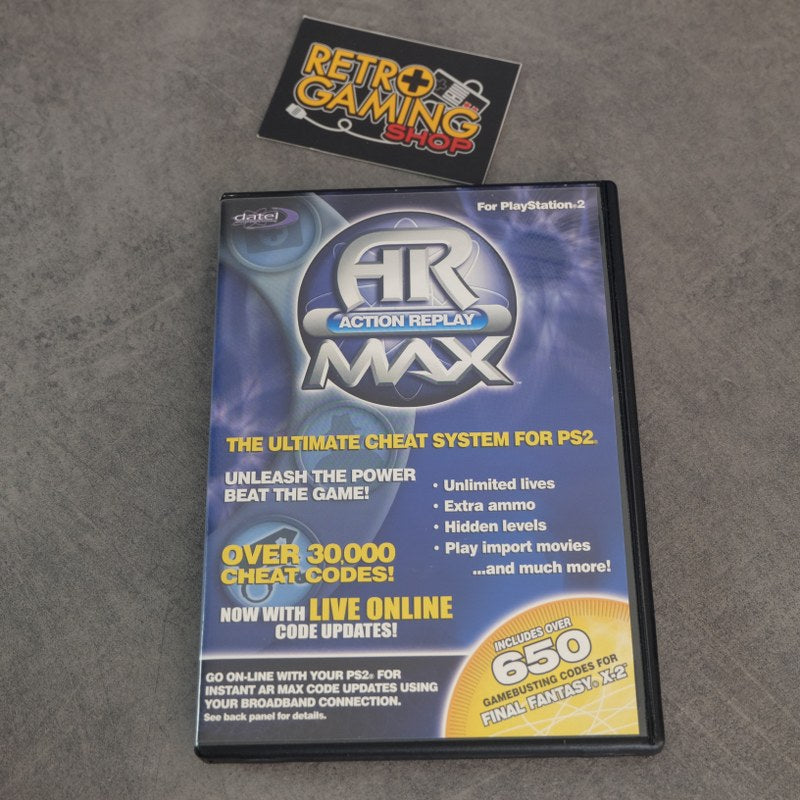 RETRO
GAMING
SHOP
datel
For PlayStation®2
AR
ACTION REPLAY
MAX™
THE ULTIMATE CHEAT SYSTEM FOR PS2®
UNLEASH THE POWER
BEAT THE GAME!
• Unlimited lives
• Extra ammo
• Hidden levels
• Play import movies
...and much more!
OVER 30,000
CHEAT CODES!
NOW WITH LIVE ONLINE
CODE UPDATES!
GO ON-LINE WITH YOUR PS2® FOR
INSTANT AR MAX CODE UPDATES USING
YOUR BROADBAND CONNECTION.
See back panel for details.
INCLUDES OVER
650
GAMEBUSTING CODES FOR
FINAL FANTASY® X-2™